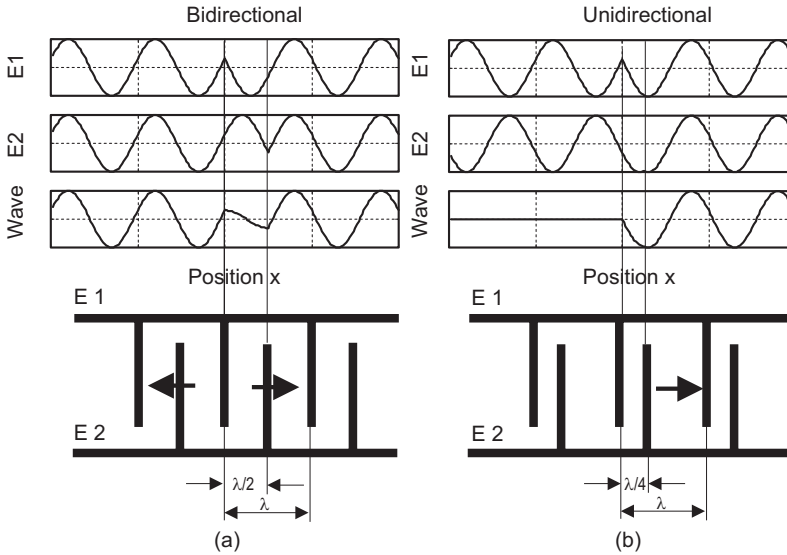 Bidirectional
E1
E2
Wave
Position x
E 1
E 2
λ/2
λ
(a)
Unidirectional
E1
E2
Wave
Position x
E 1
E 2
λ/4
λ
(b)